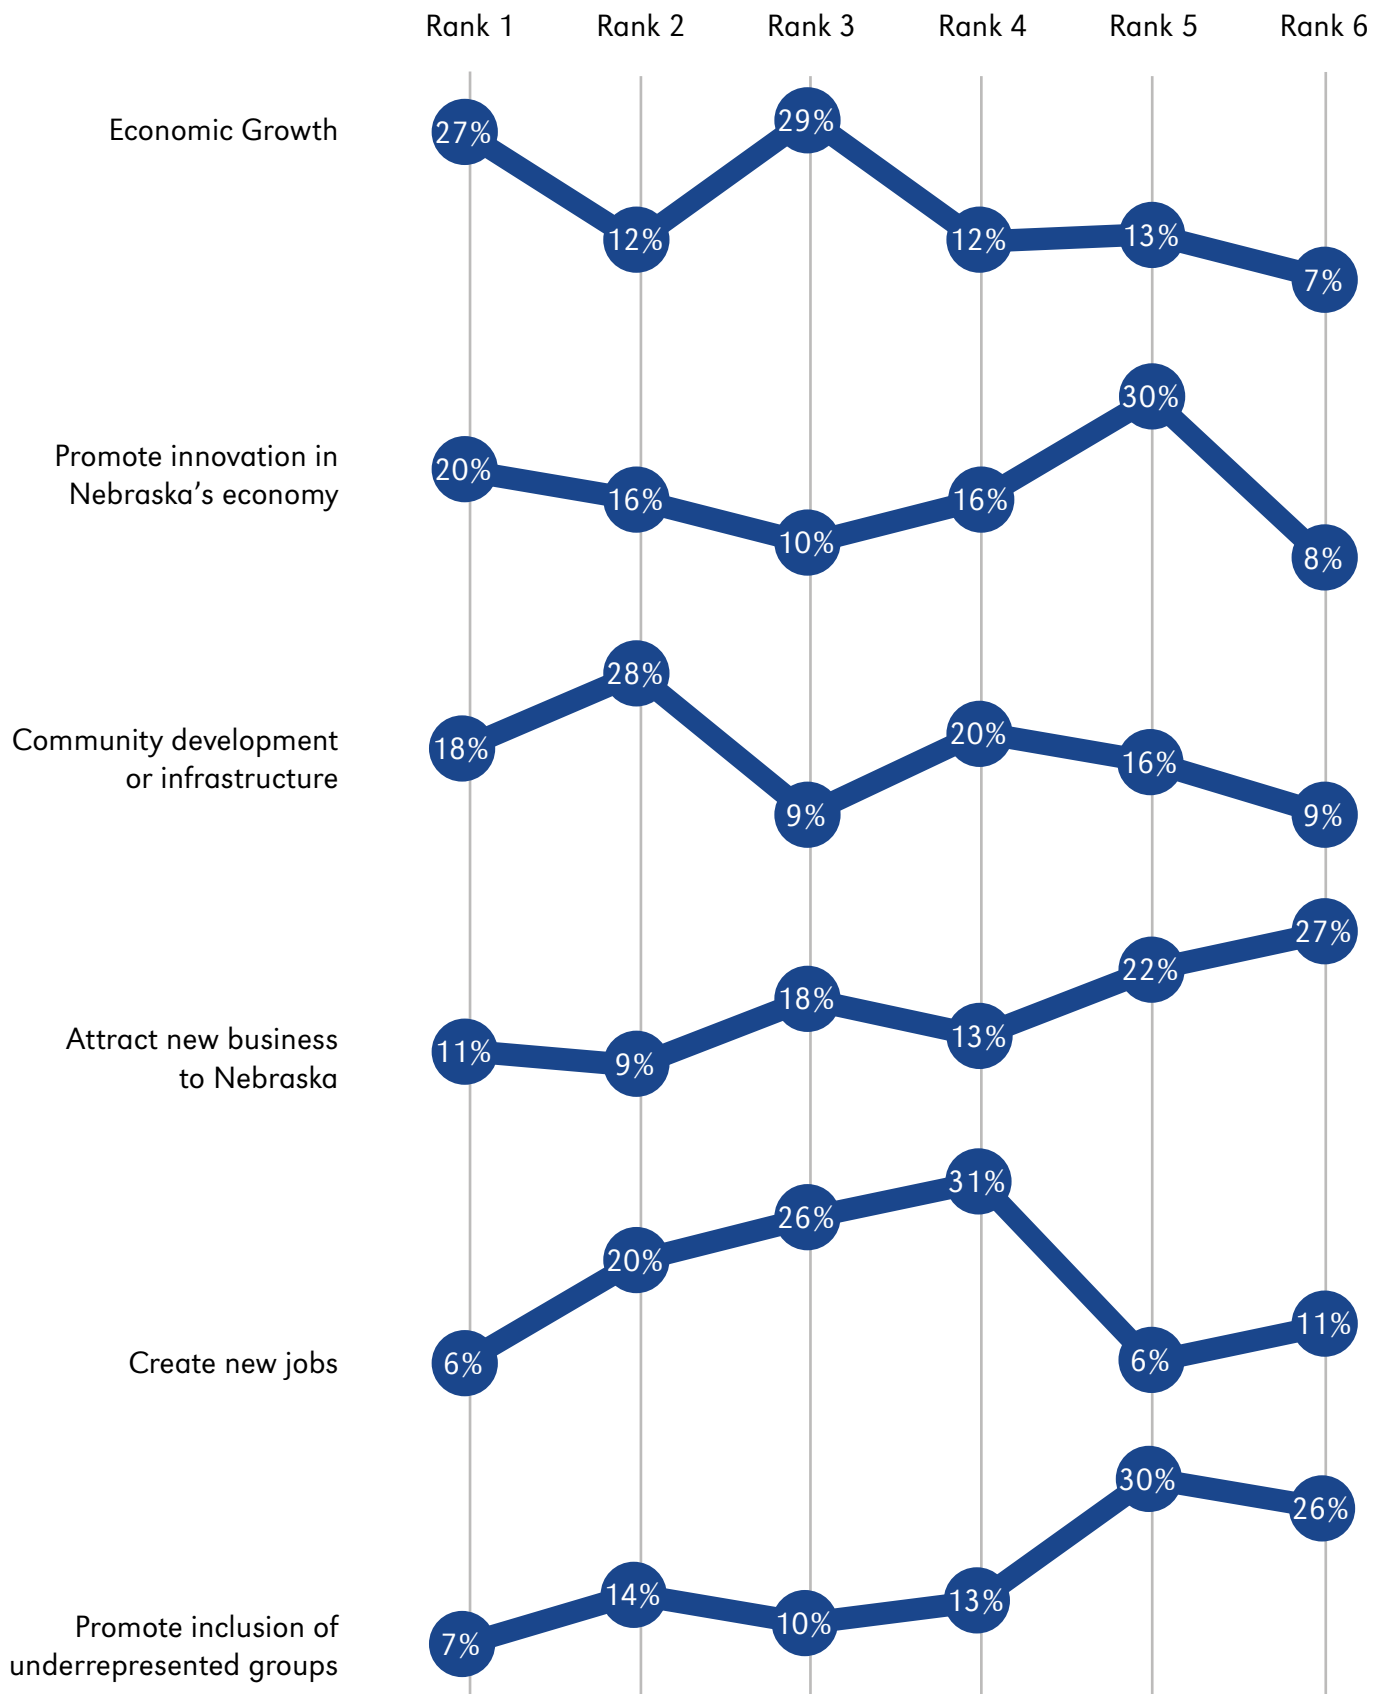 Rank 1 Rank 2 Rank 3 Rank 4 Rank 5 Rank 6
Economic Growth
27% 12% 29% 12% 13% 7%
Promote innovation in
Nebraska's economy
20% 16% 10% 16% 30% 8%
Community development
or infrastructure
18% 28% 9% 20% 16% 9%
Attract new business
to Nebraska
11% 9% 18% 13% 22% 27%
Create new jobs
6% 20% 26% 31% 6% 11%
Promote inclusion of
underrepresented groups
7% 14% 10% 13% 30% 26%